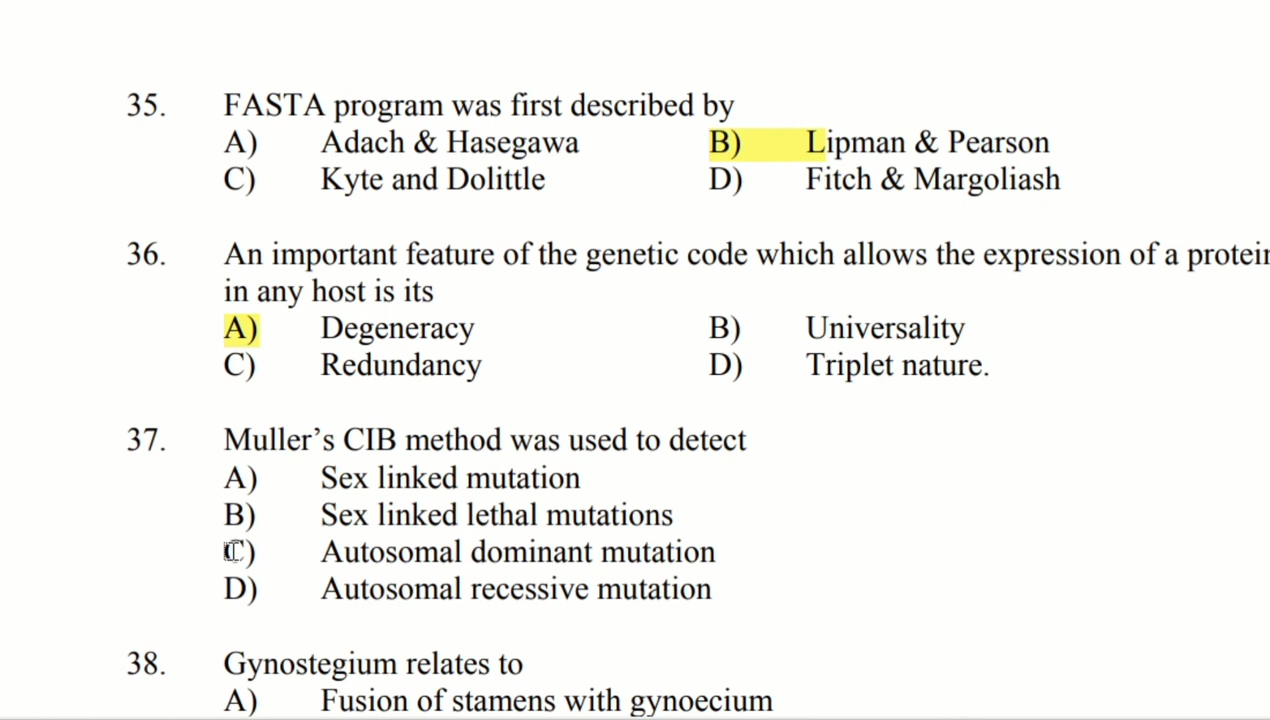 35. FASTA program was first described by
A) Adach & Hasegawa B) Lipman & Pearson
C) Kyte and Dolittle D) Fitch & Margoliash
36. An important feature of the genetic code which allows the expression of a protein
in any host is its
A) Degeneracy B) Universality
C) Redundancy D) Triplet nature.
37. Muller’s CIB method was used to detect
A) Sex linked mutation
B) Sex linked lethal mutations
C) Autosomal dominant mutation
D) Autosomal recessive mutation
38. Gynostegium relates to
A) Fusion of stamens with gynoecium